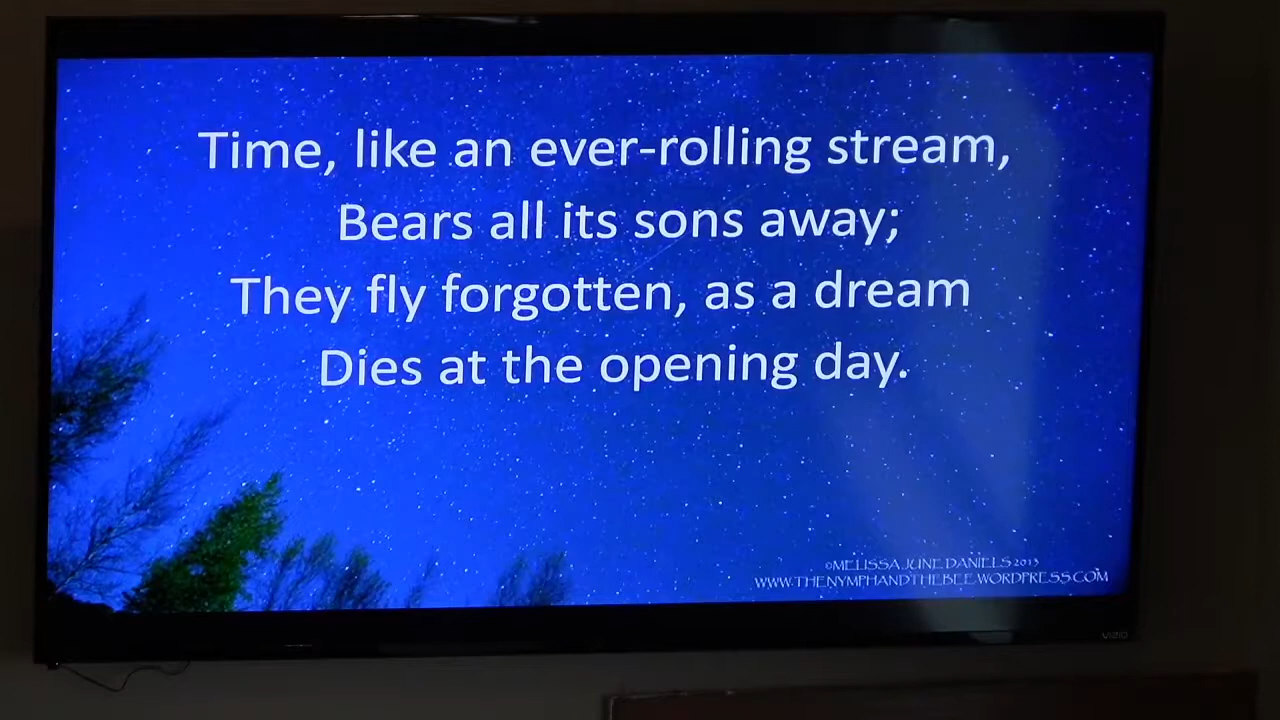 Time, like an ever-rolling stream,
Bears all its sons away;
They fly forgotten, as a dream
Dies at the opening day.
©MELISSA JUNE DANIELS 2013
WWW.THENYMPHANDTHEBEE.WORDPRESS.COM
VIZIO